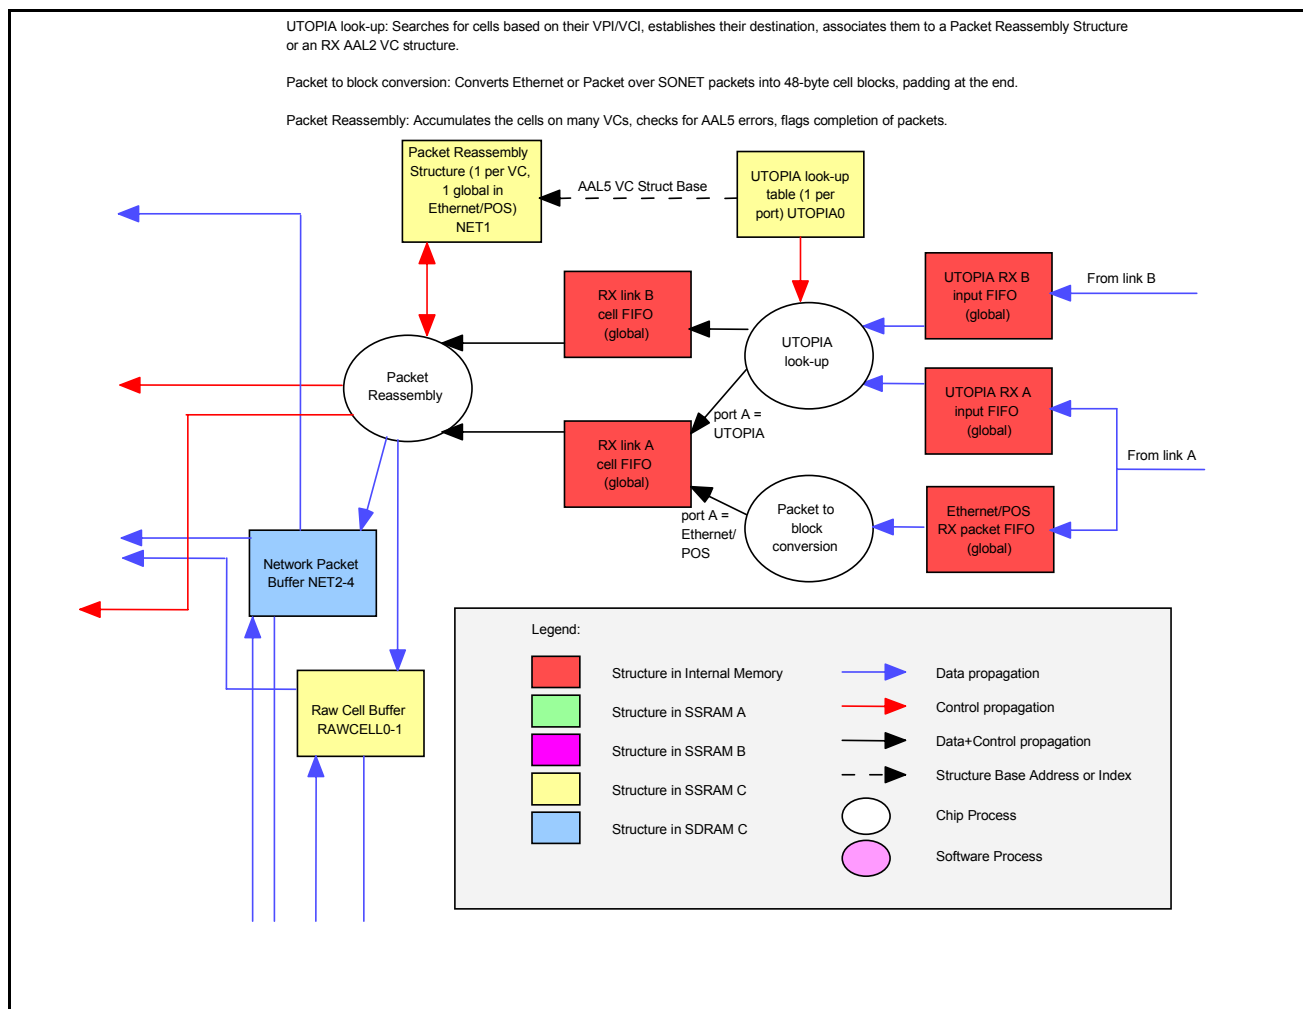 UTOPIA look-up: Searches for cells based on their VPI/VCI, establishes their destination, associates them to a Packet Reassembly Structure
or an RX AAL2 VC structure.
Packet to block conversion: Converts Ethernet or Packet over SONET packets into 48-byte cell blocks, padding at the end.
Packet Reassembly: Accumulates the cells on many VCs, checks for AAL5 errors, flags completion of packets.
Packet Reassembly
Structure (1 per VC,
1 global in
Ethernet/POS)
NET1
AAL5 VC Struct Base
UTOPIA look-up
table (1 per
port) UTOPIA0
RX link B
cell FIFO
(global)
UTOPIA RX B
input FIFO
(global)
From link B
UTOPIA
look-up
Packet
Reassembly
UTOPIA RX A
input FIFO
(global)
port A =
UTOPIA
RX link A
cell FIFO
(global)
From link A
port A =
Ethernet/
POS
Packet to
block
conversion
Ethernet/POS
RX packet FIFO
(global)
Network Packet
Buffer NET2-4
Raw Cell Buffer
RAWCELL0-1
Legend:
Structure in Internal Memory
Structure in SSRAM A
Structure in SSRAM B
Structure in SSRAM C
Structure in SDRAM C
Data propagation
Control propagation
Data+Control propagation
Structure Base Address or Index
Chip Process
Software Process